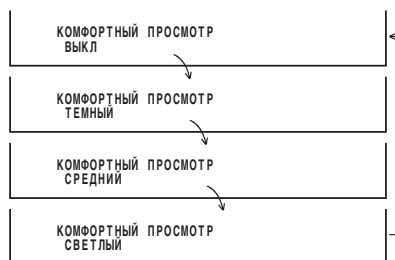 КОМФОРТНЫЙ ПРОСМОТР
ВЫКЛ
КОМФОРТНЫЙ ПРОСМОТР
ТЕМНЫЙ
КОМФОРТНЫЙ ПРОСМОТР
СРЕДНИЙ
КОМФОРТНЫЙ ПРОСМОТР
СВЕТЛЫЙ